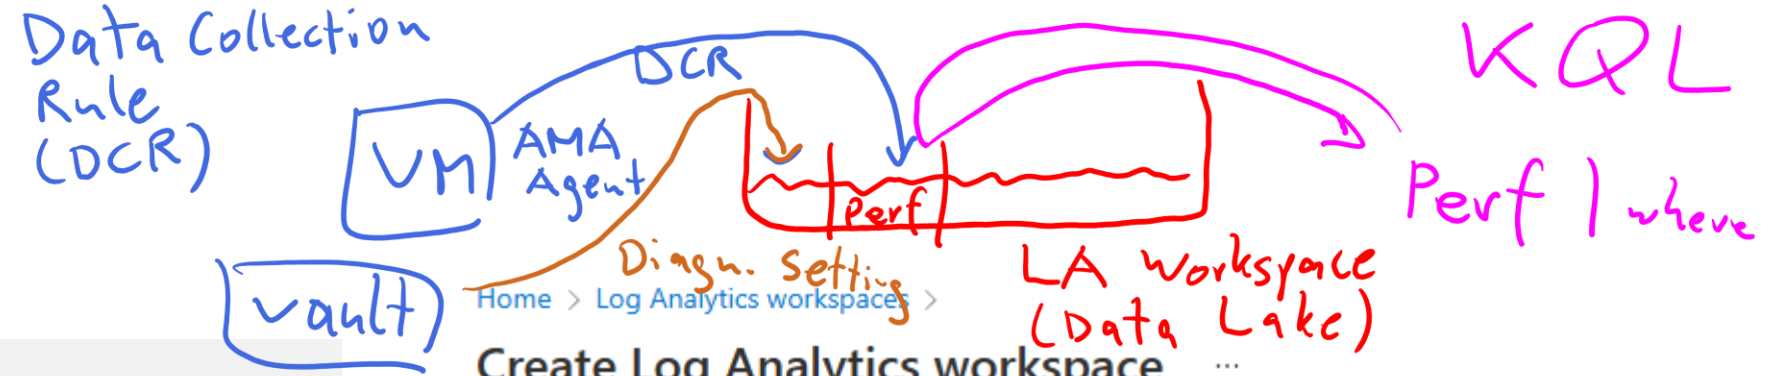 Data Collection
Rule
(DCR)
DCR
KQL
VM
AMA
Agent
Perf
Perf | where
Diagn. Setting
LA Workspace
(Data Lake)
vault
Home > Log Analytics workspaces >
Create Log Analytics workspace ...